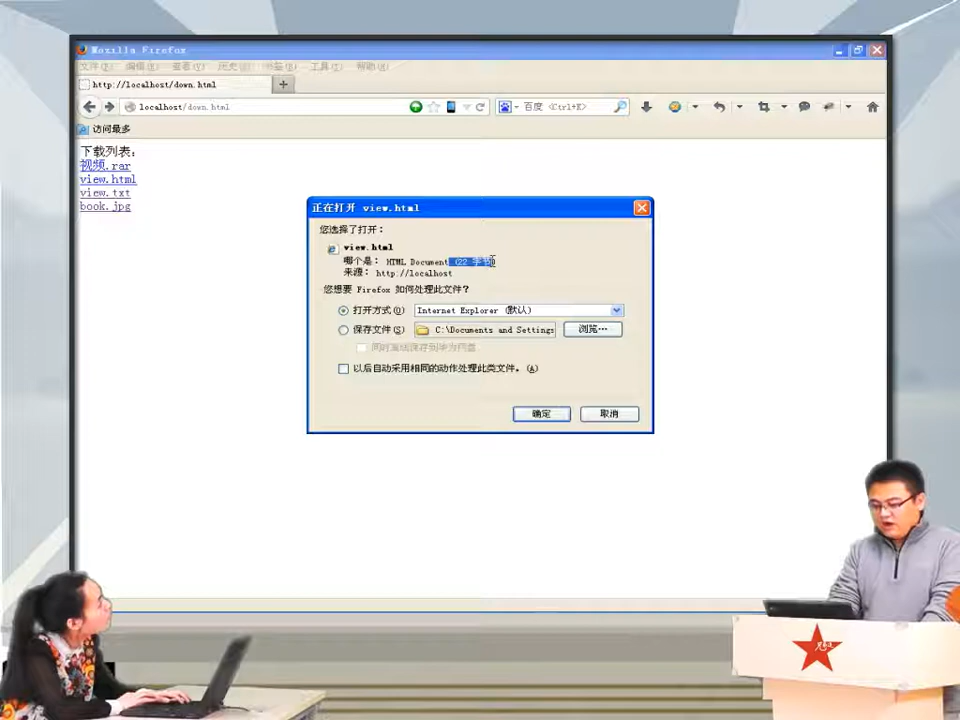 Mozilla Firefox
文件(F) 编辑(E) 查看(V) 历史(S) 书签(B) 工具(T) 帮助(H)
http://localhost/down.html
localhost/down.html
百度 <Ctrl+K>
访问最多
下载列表：
视频.rar
view.html
view.txt
book.jpg
正在打开 view.html
您选择了打开：
view.html
哪个是： HTML Document (22 字节)
来源： http://localhost
您想要 Firefox 如何处理此文件？
打开方式(O) Internet Explorer (默认)
保存文件(S) C:\Documents and Settings 浏览…
以后自动采用相同的动作处理此类文件。(A)
确定 取消